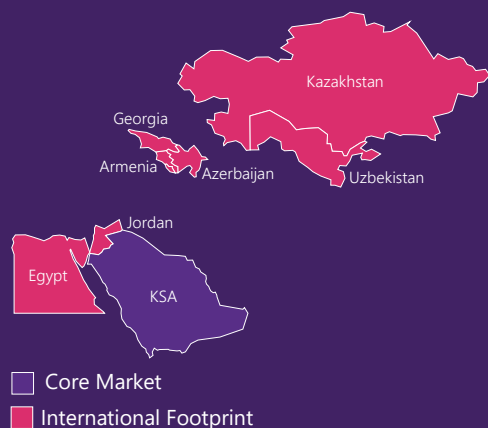 Kazakhstan
Georgia
Armenia
Azerbaijan
Uzbekistan
Jordan
Egypt
KSA
Core Market
International Footprint